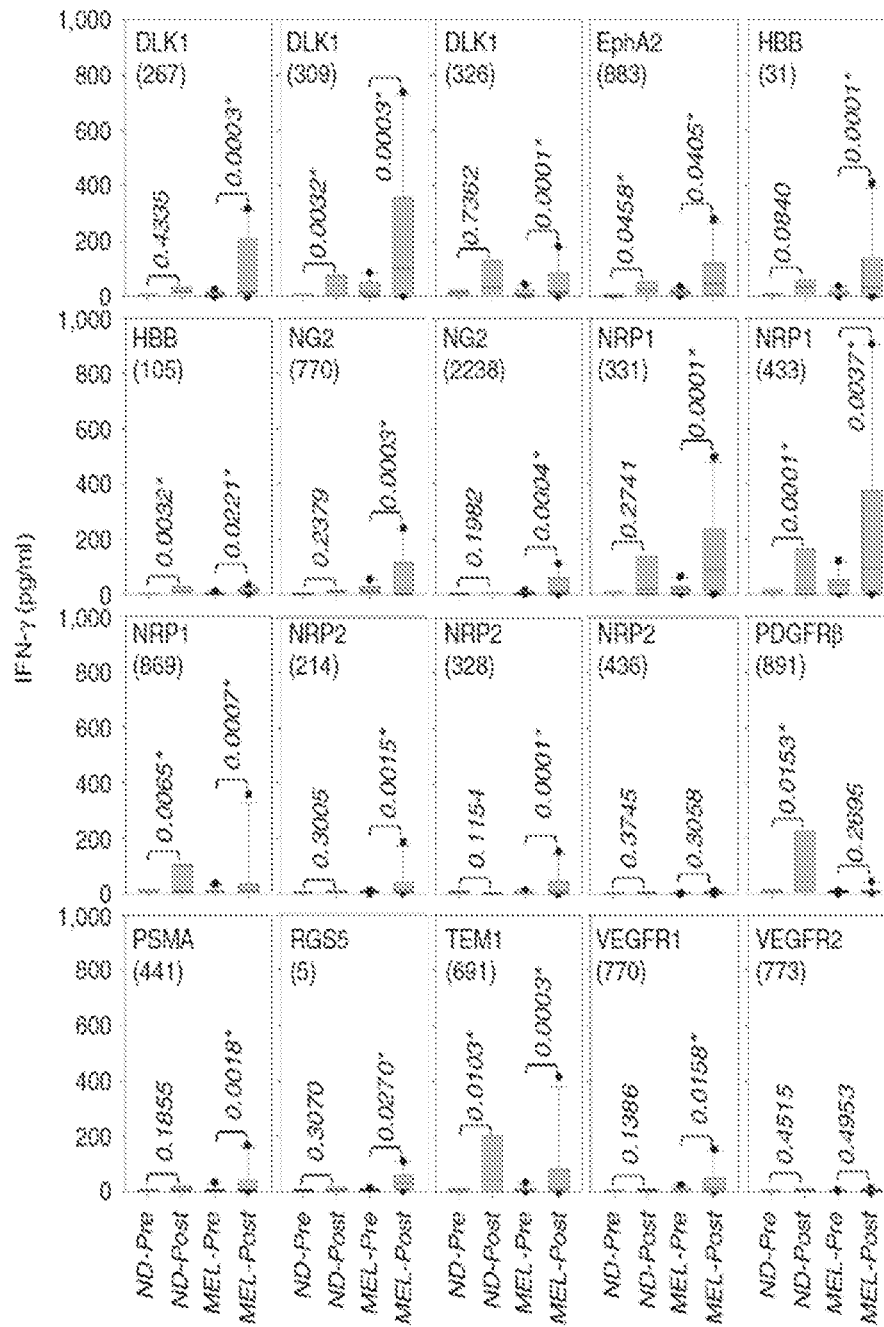 IFN-γ (pg/ml)
1,000
800
600
400
200
0
DLK1
(267)
0.4335
0.0003*
DLK1
(309)
0.0032*
0.0003*
DLK1
(326)
0.7362
0.0001*
EphA2
(883)
0.0458*
0.0405*
HBB
(31)
0.0840
0.0001*
1,000
800
600
400
200
0
HBB
(105)
0.0032*
0.0221*
NG2
(770)
0.2379
0.0003*
NG2
(2238)
0.1982
0.0004*
NRP1
(331)
0.2741
0.0001*
NRP1
(433)
0.0001*
0.0037*
1,000
800
600
400
200
0
NRP1
(869)
0.0065*
0.0007*
NRP2
(214)
0.3005
0.0015*
NRP2
(328)
0.1154
0.0001*
NRP2
(436)
0.3745
0.3058
PDGFRβ
(891)
0.0153*
0.2695
1,000
800
600
400
200
0
PSMA
(441)
0.1855
0.0018*
RGS5
(5)
0.3070
0.0270*
TEM1
(691)
0.0103*
0.0003*
VEGFR1
(770)
0.1386
0.0158*
VEGFR2
(773)
0.4515
0.4953
ND-Pre
ND-Post
MEL-Pre
MEL-Post
ND-Pre
ND-Post
MEL-Pre
MEL-Post
ND-Pre
ND-Post
MEL-Pre
MEL-Post
ND-Pre
ND-Post
MEL-Pre
MEL-Post
ND-Pre
ND-Post
MEL-Pre
MEL-Post